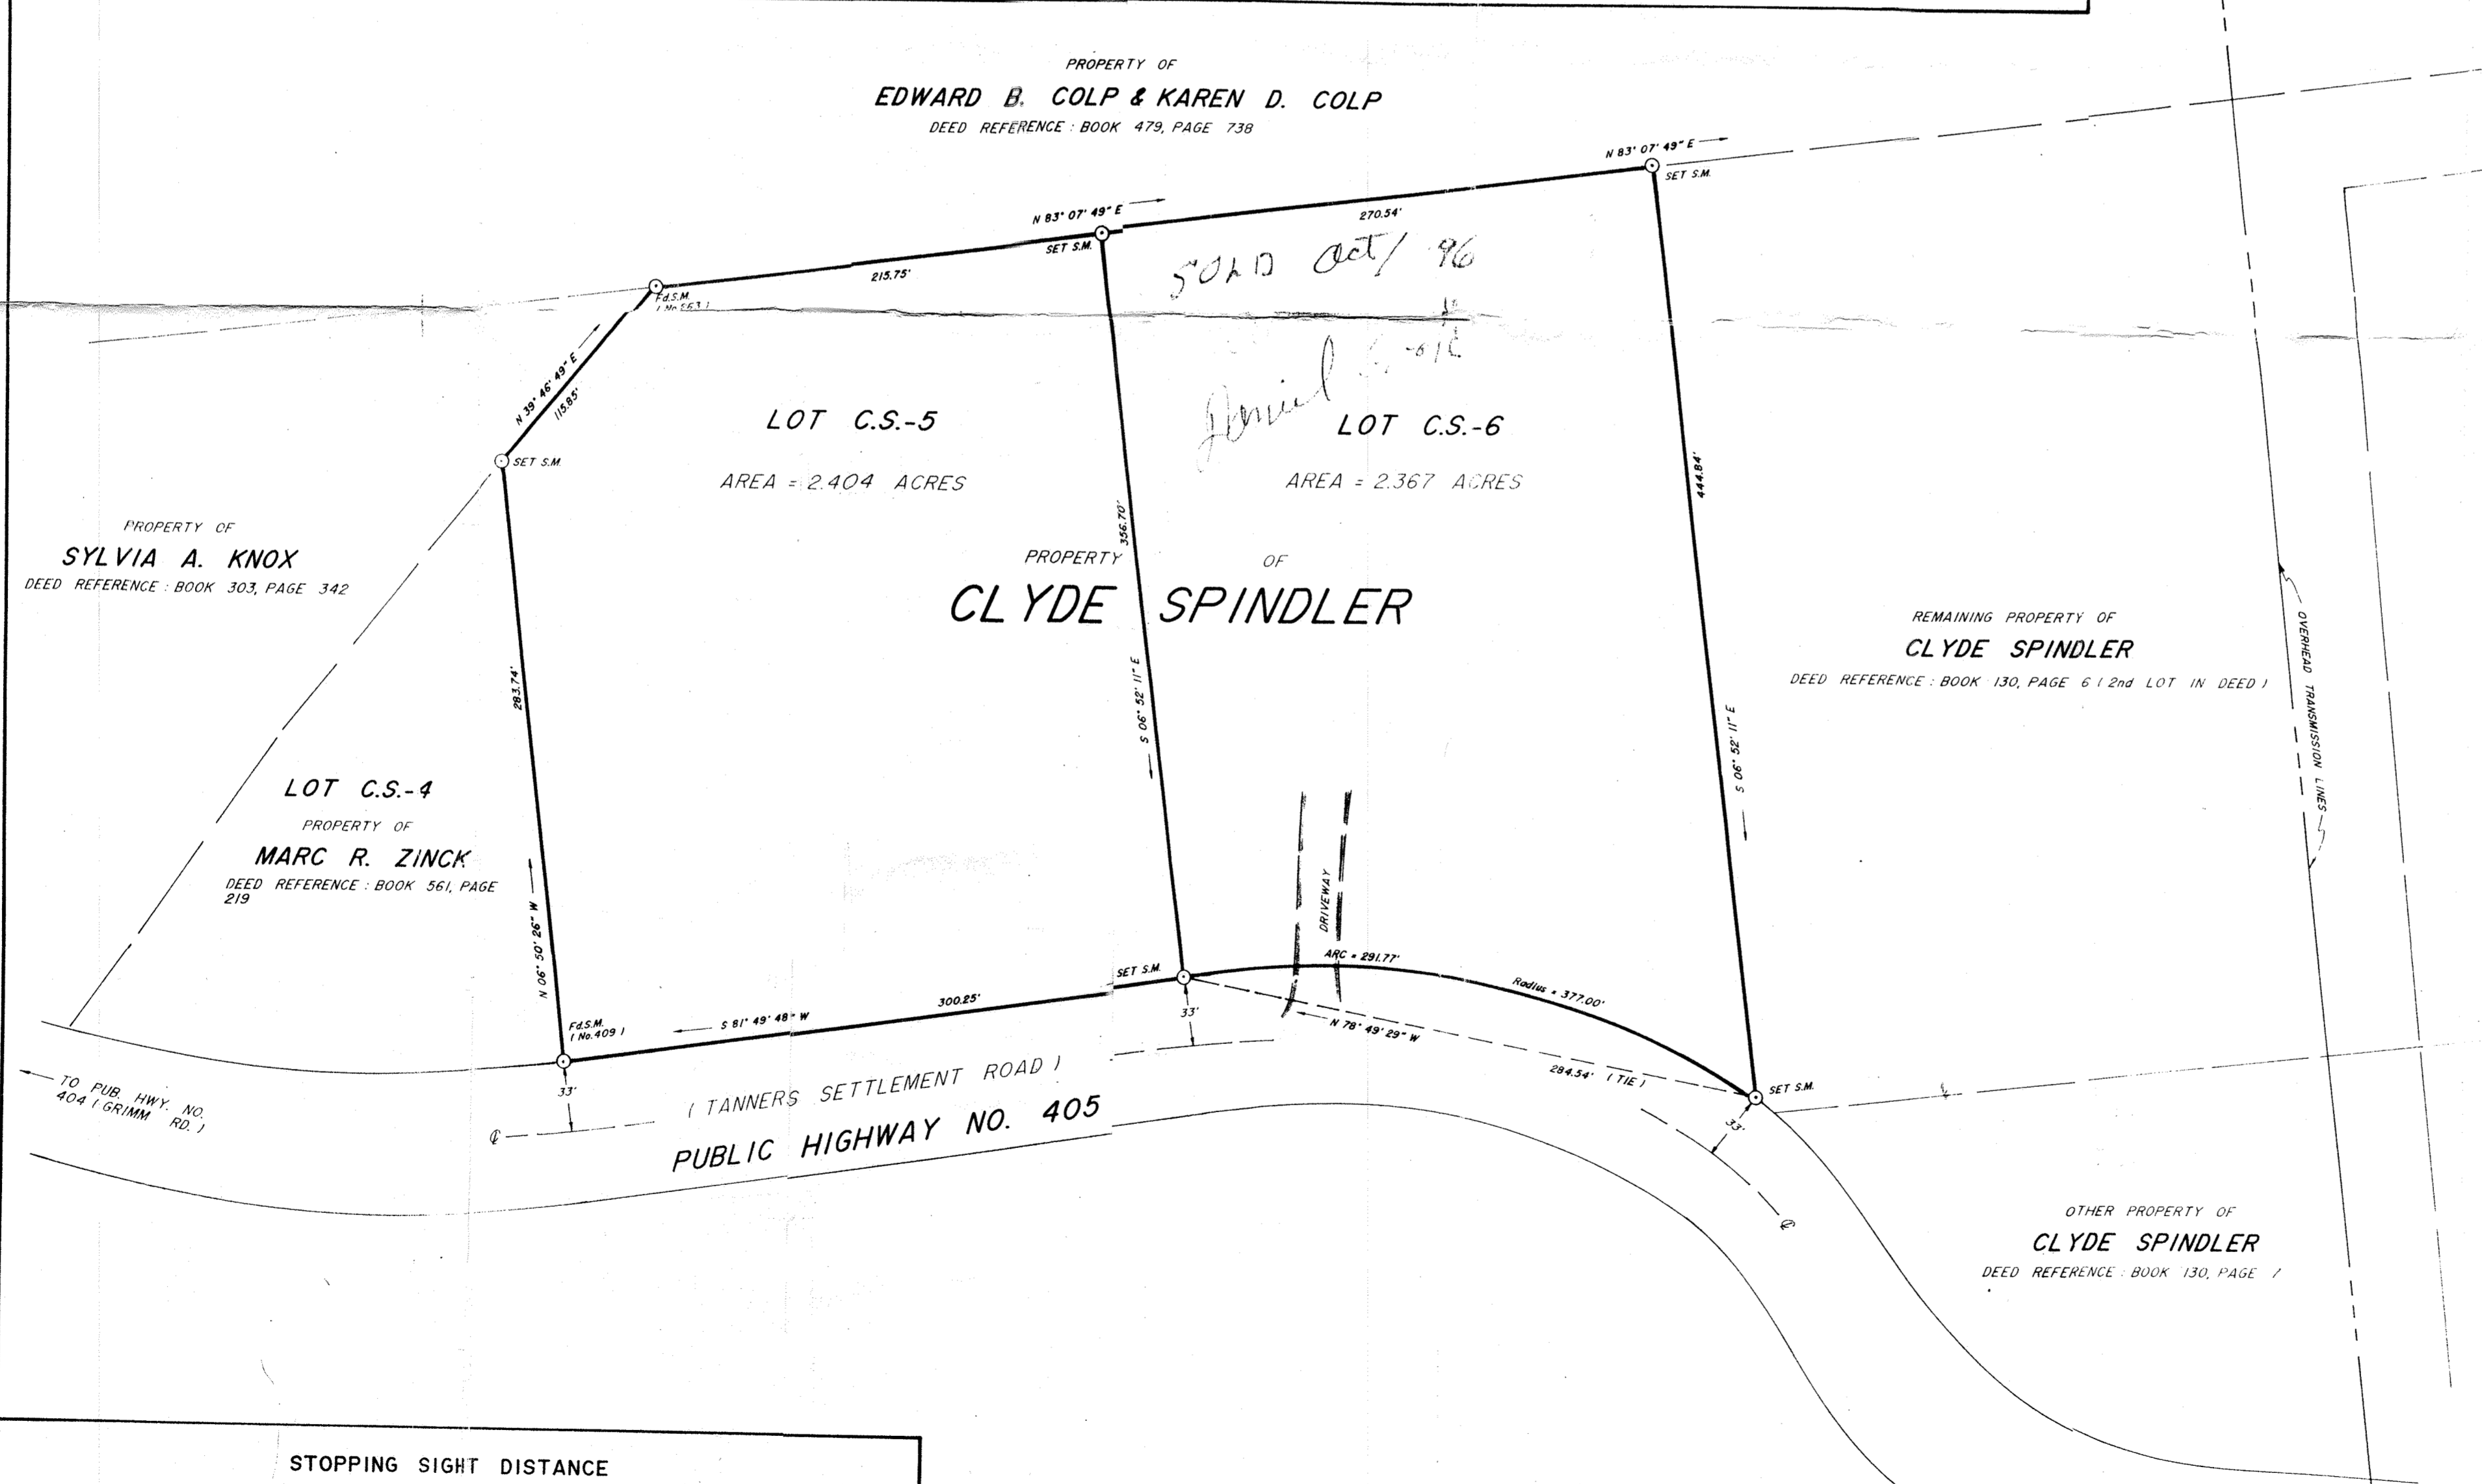 PROPERTY OF
EDWARD B. COLP & KAREN D. COLP
DEED REFERENCE : BOOK 479, PAGE 738
N 83° 07' 49" E
SET S.M.
270.54'
N 83° 07' 49" E
SET S.M.
215.75'
Fd.S.M.
SOLD Oct/ 96
Daniel
N 39° 46' 49" E
115.85'
SET S.M.
LOT C.S.-5
AREA = 2.404 ACRES
LOT C.S.-6
AREA = 2.367 ACRES
444.84'
356.70'
PROPERTY OF
CLYDE SPINDLER
PROPERTY OF
SYLVIA A. KNOX
DEED REFERENCE : BOOK 303, PAGE 342
REMAINING PROPERTY OF
CLYDE SPINDLER
DEED REFERENCE : BOOK 130, PAGE 6 ( 2nd LOT IN DEED )
OVERHEAD TRANSMISSION LINES
283.74'
S 06° 52' 11" E
S 06° 52' 11" E
LOT C.S.-4
PROPERTY OF
MARC R. ZINCK
DEED REFERENCE : BOOK 561, PAGE
219
N 06° 50' 26" W
DRIVEWAY
ARC = 291.77'
Radius = 377.00'
SET S.M.
300.25'
S 81° 49' 48" W
Fd.S.M.
( No. 409 )
33'
N 78° 49' 29" W
284.54' ( TIE )
SET S.M.
33'
33'
TO PUB. HWY. NO.
404 ( GRIMM RD. )
( TANNERS SETTLEMENT ROAD )
PUBLIC HIGHWAY NO. 405
OTHER PROPERTY OF
CLYDE SPINDLER
DEED REFERENCE : BOOK 130, PAGE 1
STOPPING SIGHT DISTANCE